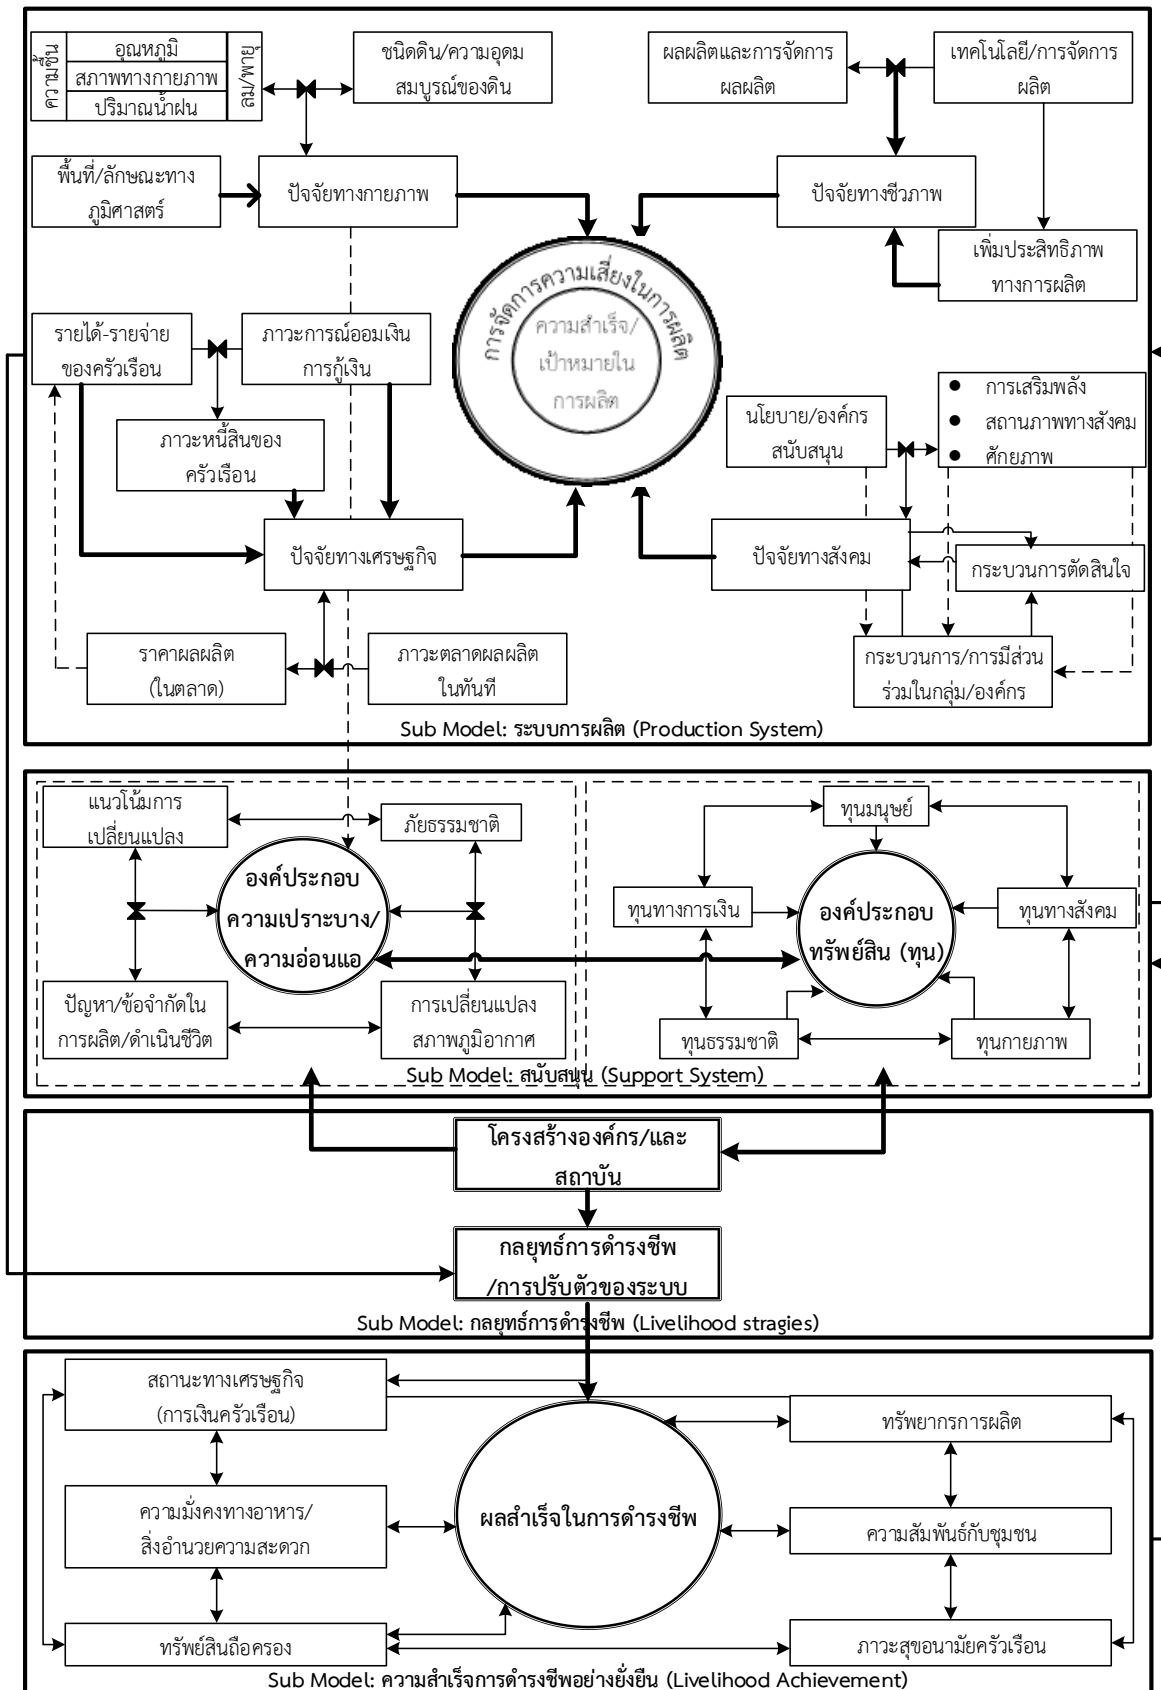 ความชื้น
อุณหภูมิ
สภาพทางกายภาพ
ปริมาณน้ำฝน
ลม/พายุ
ชนิดดิน/ความอุดม
สมบูรณ์ของดิน
ผลผลิตและการจัดการ
ผลผลิต
เทคโนโลยี/การจัดการ
ผลิต
พื้นที่/ลักษณะทาง
ภูมิศาสตร์
ปัจจัยทางกายภาพ
ปัจจัยทางชีวภาพ
เพิ่มประสิทธิภาพ
ทางการผลิต
การจัดการความเสี่ยงในการผลิต
ความสำเร็จ/
เป้าหมายใน
การผลิต
รายได้-รายจ่าย
ของครัวเรือน
ภาวะการณ์ออมเงิน
การกู้เงิน
ภาวะหนี้สินของ
ครัวเรือน
นโยบาย/องค์กร
สนับสนุน
● การเสริมพลัง
● สถานภาพทางสังคม
● ศักยภาพ
ปัจจัยทางเศรษฐกิจ
ปัจจัยทางสังคม
กระบวนการตัดสินใจ
ราคาผลผลิต
(ในตลาด)
ภาวะตลาดผลผลิต
ในทันที
กระบวนการ/การมีส่วน
ร่วมในกลุ่ม/องค์กร
Sub Model: ระบบการผลิต (Production System)
แนวโน้มการ
เปลี่ยนแปลง
ภัยธรรมชาติ
องค์ประกอบ
ความเปราะบาง/
ความอ่อนแอ
ปัญหา/ข้อจำกัดใน
การผลิต/ดำเนินชีวิต
การเปลี่ยนแปลง
สภาพภูมิอากาศ
ทุนมนุษย์
ทุนทางการเงิน
องค์ประกอบ
ทรัพย์สิน (ทุน)
ทุนทางสังคม
ทุนธรรมชาติ
ทุนกายภาพ
Sub Model: สนับสนุน (Support System)
โครงสร้างองค์กร/และ
สถาบัน
กลยุทธ์การดำรงชีพ
/การปรับตัวของระบบ
Sub Model: กลยุทธ์การดำรงชีพ (Livelihood stragies)
สถานะทางเศรษฐกิจ
(การเงินครัวเรือน)
ทรัพยากรการผลิต
ความมั่งคงทางอาหาร/
สิ่งอำนวยความสะดวก
ผลสำเร็จในการดำรงชีพ
ความสัมพันธ์กับชุมชน
ทรัพย์สินถือครอง
ภาวะสุขอนามัยครัวเรือน
Sub Model: ความสำเร็จการดำรงชีพอย่างยั่งยืน (Livelihood Achievement)